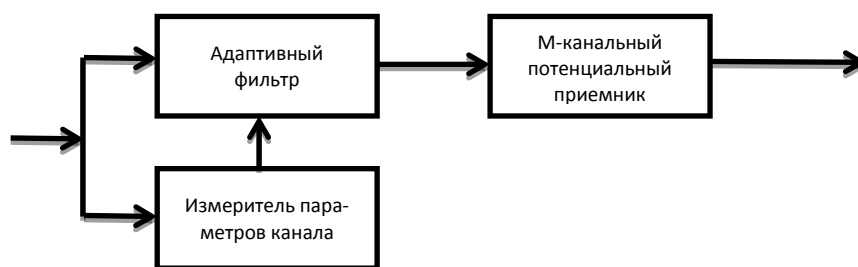 Адаптивный
фильтр
М-канальный
потенциальный
приемник
Измеритель пара-
метров канала